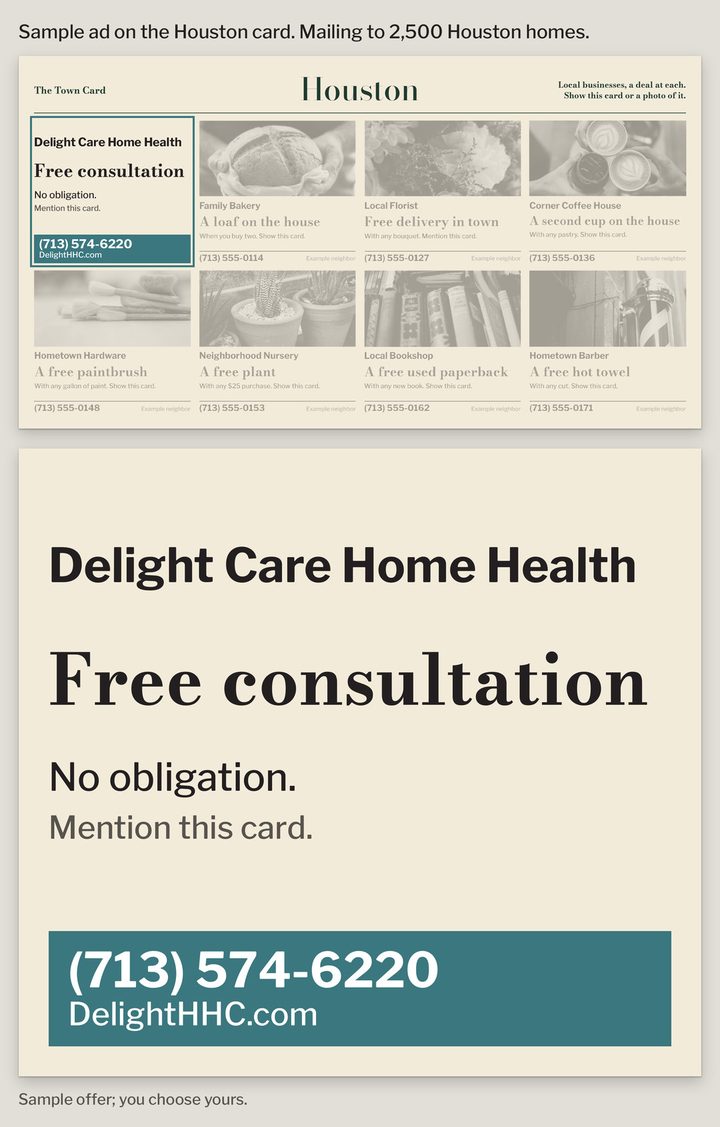 Sample ad on the Houston card. Mailing to 2,500 Houston homes.
The Town Card
Houston
Local businesses, a deal at each.
Show this card or a photo of it.
Delight Care Home Health
Free consultation
No obligation.
Mention this card.
(713) 574-6220
DelightHHC.com
Family Bakery
A loaf on the house
When you buy two. Show this card.
(713) 555-0114
Example neighbor
Local Florist
Free delivery in town
With any bouquet. Mention this card.
(713) 555-0127
Example neighbor
Corner Coffee House
A second cup on the house
With any pastry. Show this card.
(713) 555-0136
Example neighbor
Hometown Hardware
A free paintbrush
With any gallon of paint. Show this card.
(713) 555-0148
Example neighbor
Neighborhood Nursery
A free plant
With any $25 purchase. Show this card.
(713) 555-0153
Example neighbor
Local Bookshop
A free used paperback
With any new book. Show this card.
(713) 555-0162
Example neighbor
Hometown Barber
A free hot towel
With any cut. Show this card.
(713) 555-0171
Example neighbor
Delight Care Home Health
Free consultation
No obligation.
Mention this card.
(713) 574-6220
DelightHHC.com
Sample offer; you choose yours.